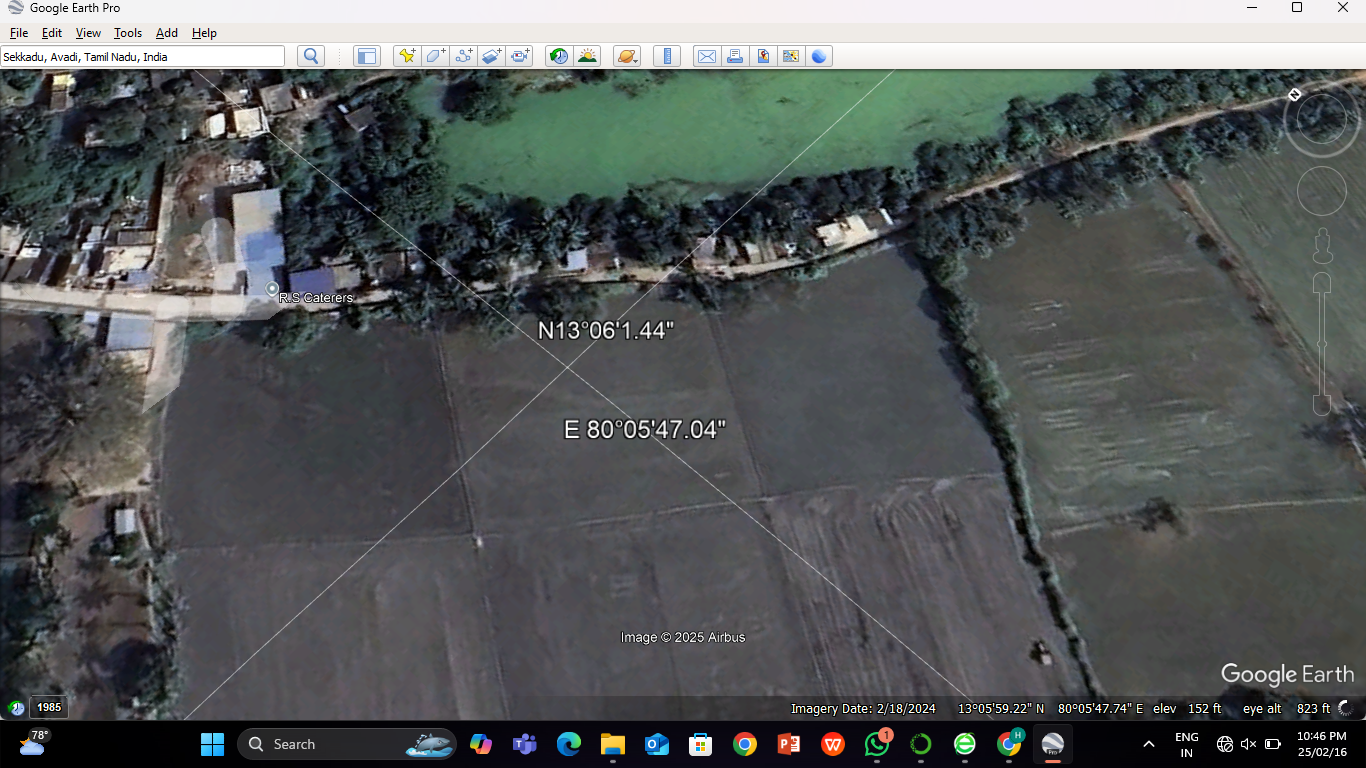 Google Earth Pro
File Edit View Tools Add Help
Sekkadu, Avadi, Tamil Nadu, India
R.S Caterers
N13°06'1.44"
E 80°05'47.04"
Image © 2025 Airbus
Google Earth
1985
Imagery Date: 2/18/2024 13°05'59.22" N 80°05'47.74" E elev 152 ft eye alt 823 ft
78°
Search
1
H
Pro
ENG
IN
10:46 PM
25/02/16